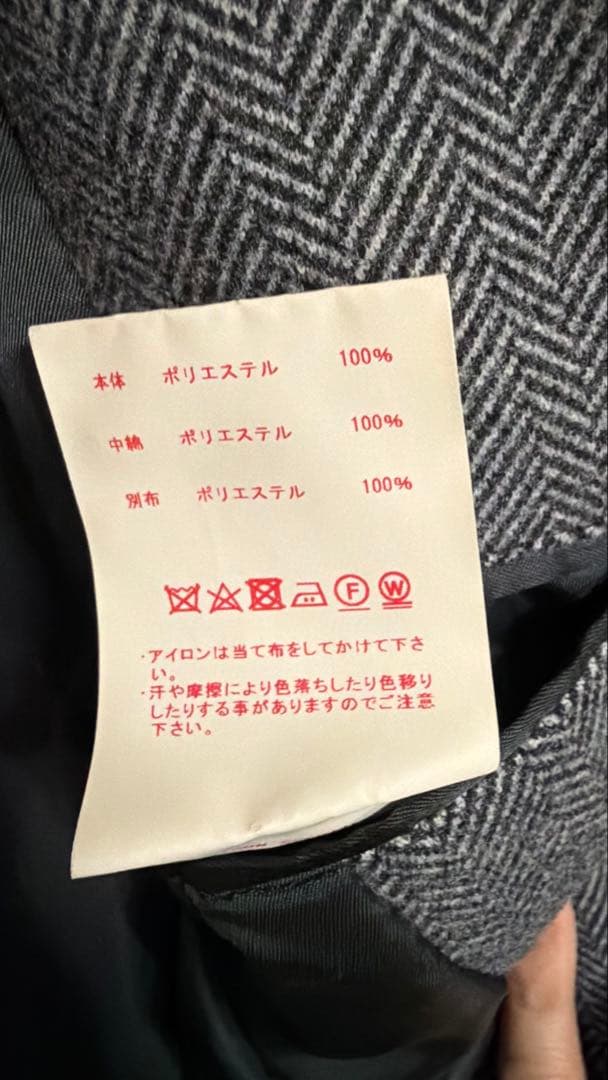 本体 ポリエステル 100%
中綿 ポリエステル 100%
別布 ポリエステル 100%
F W
・アイロンは当て布をしてかけて下さ
い。
・汗や摩擦により色落ちしたり色移り
したりする事がありますのでご注意
下さい。